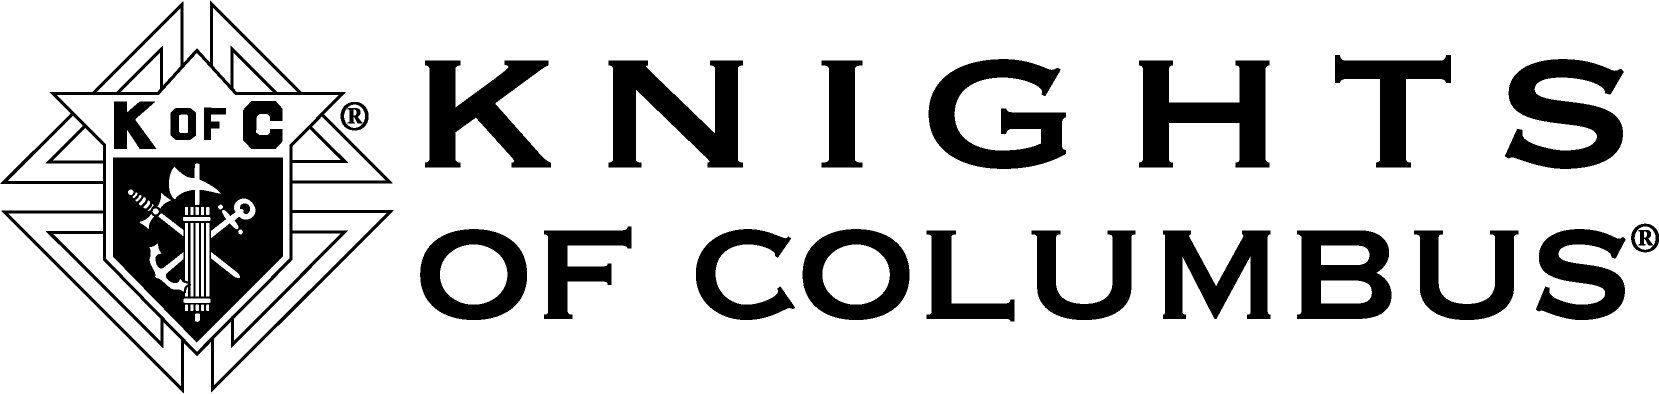 K OF C®
KNIGHTS
OF COLUMBUS®